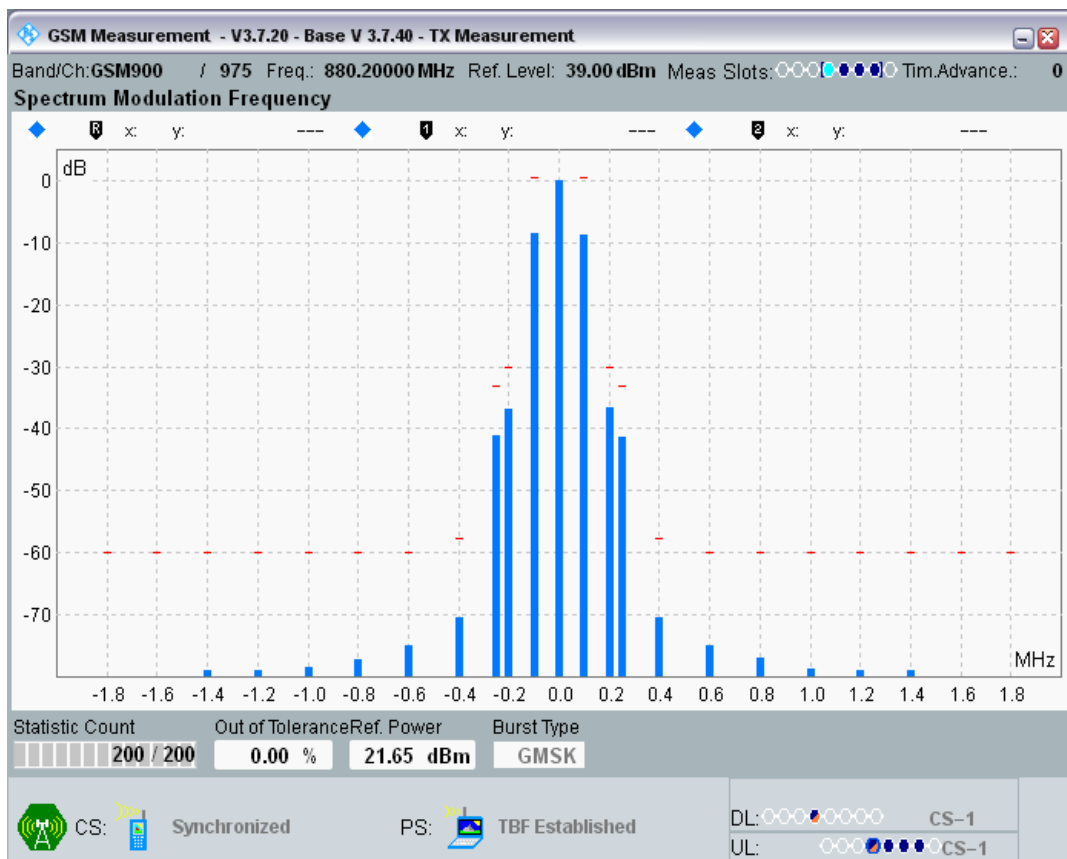 GSM Measurement - V3.7.20 - Base V 3.7.40 - TX Measurement
Band/Ch:GSM900 / 975 Freq.: 880.20000 MHz Ref. Level: 39.00 dBm Meas Slots: Tim.Advance.: 0
Spectrum Modulation Frequency
R x: y: --- 1 x: y: --- 2 x: y: ---
dB
0
-10
-20
-30
-40
-50
-60
-70
MHz
-1.8 -1.6 -1.4 -1.2 -1.0 -0.8 -0.6 -0.4 -0.2 0.0 0.2 0.4 0.6 0.8 1.0 1.2 1.4 1.6 1.8
Statistic Count Out of Tolerance Ref. Power Burst Type
200 / 200 0.00 % 21.65 dBm GMSK
CS: Synchronized PS: TBF Established
DL: CS-1
UL: CS-1